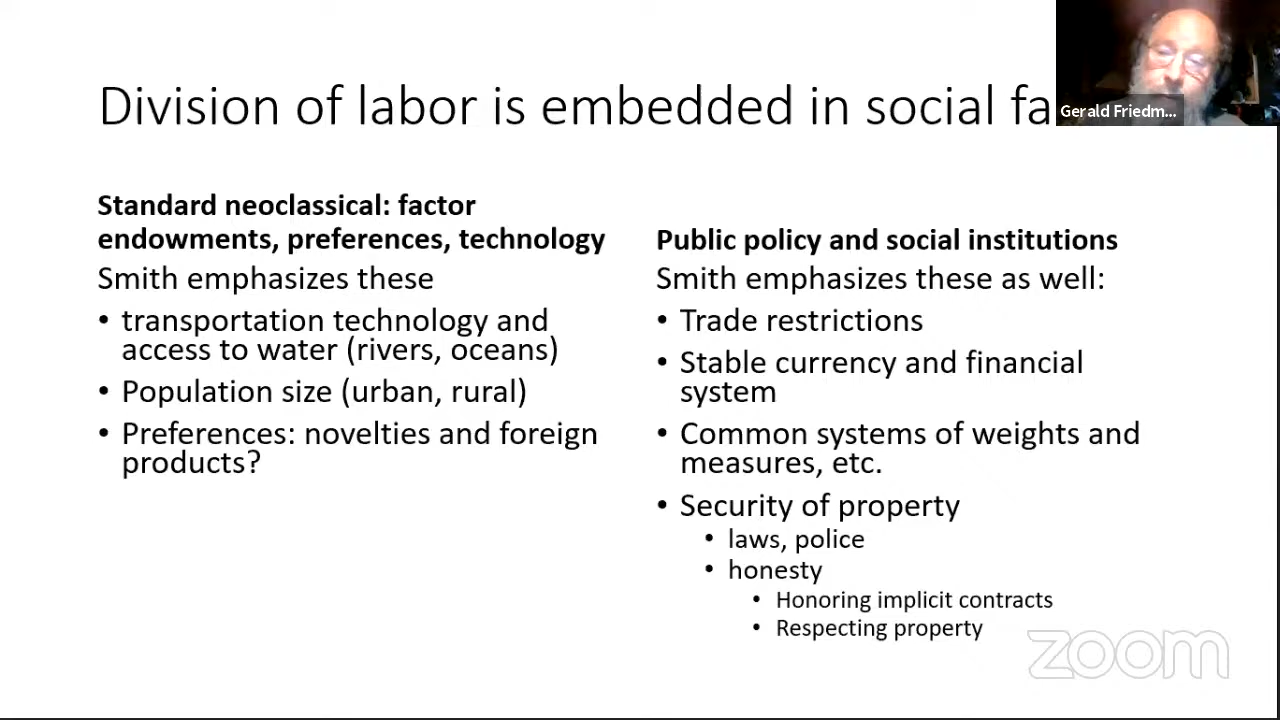 Division of labor is embedded in social fa
Gerald Friedm...
Standard neoclassical: factor
endowments, preferences, technology
Smith emphasizes these
• transportation technology and
access to water (rivers, oceans)
• Population size (urban, rural)
• Preferences: novelties and foreign
products?
Public policy and social institutions
Smith emphasizes these as well:
• Trade restrictions
• Stable currency and financial
system
• Common systems of weights and
measures, etc.
• Security of property
• laws, police
• honesty
• Honoring implicit contracts
• Respecting property
zoom